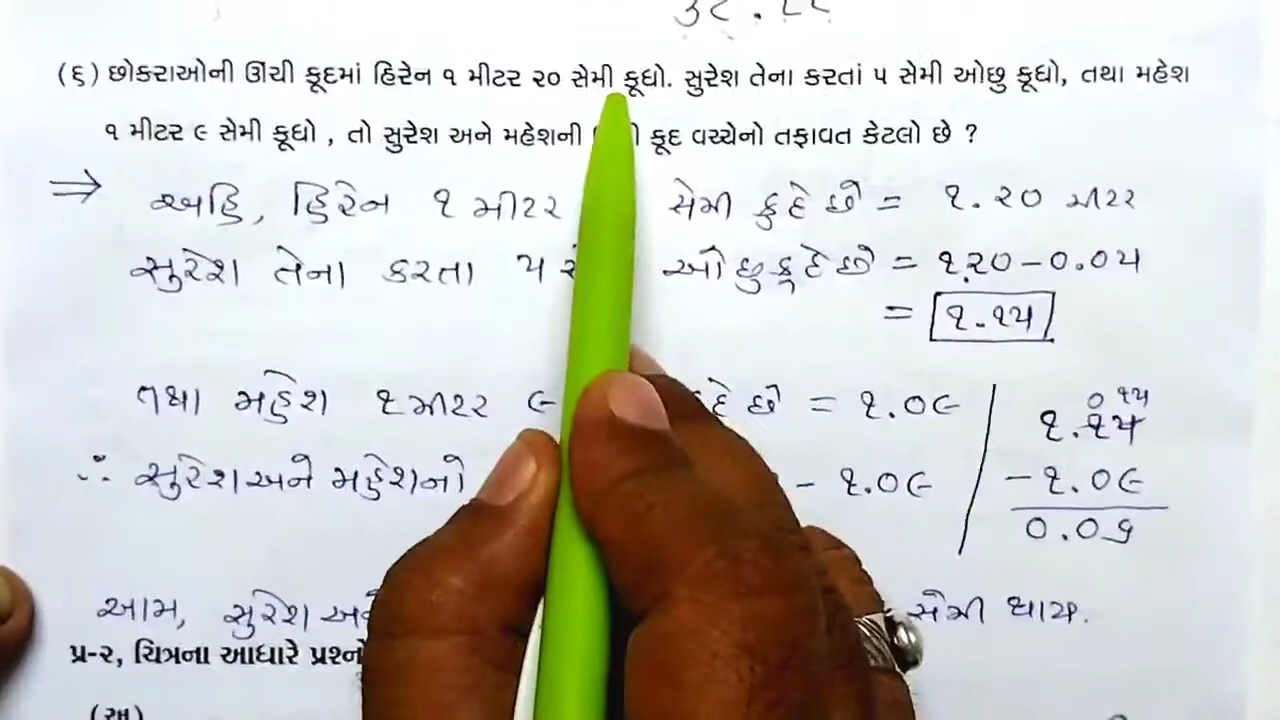 (૬) છોકરાઓની ઊંચી કૂદમાં હિરેન ૧ મીટર ૨૦ સેમી કૂધો. સુરેશ તેના કરતાં ૫ સેમી ઓછુ કૂધો, તથા મહેશ
૧ મીટર ૯ સેમી કૂધો , તો સુરેશ અને મહેશની કૂદ વચ્ચેનો તફાવત કેટલો છે ?
⇒ અહિ, હિરેન ૧ મીટર સેમી કુદે છે = ૧.૨૦ મીટર
સુરેશ તેના કરતા ૫ ઓછુ કૂદે છે = ૧.૨૦ – ૦.૦૫
= ૧.૧૫
તથા મહેશ ૧ મીટર ૯ છે = ૧.૦૯
૦ ૧૫
૧.૧૫
∴ સુરેશ અને મહેશનો – ૧.૦૯
– ૧.૦૯
૦.૦૬
આમ, સુરેશ સેમી થાય.
પ્ર-૨, ચિત્રના આધારે
(અ)